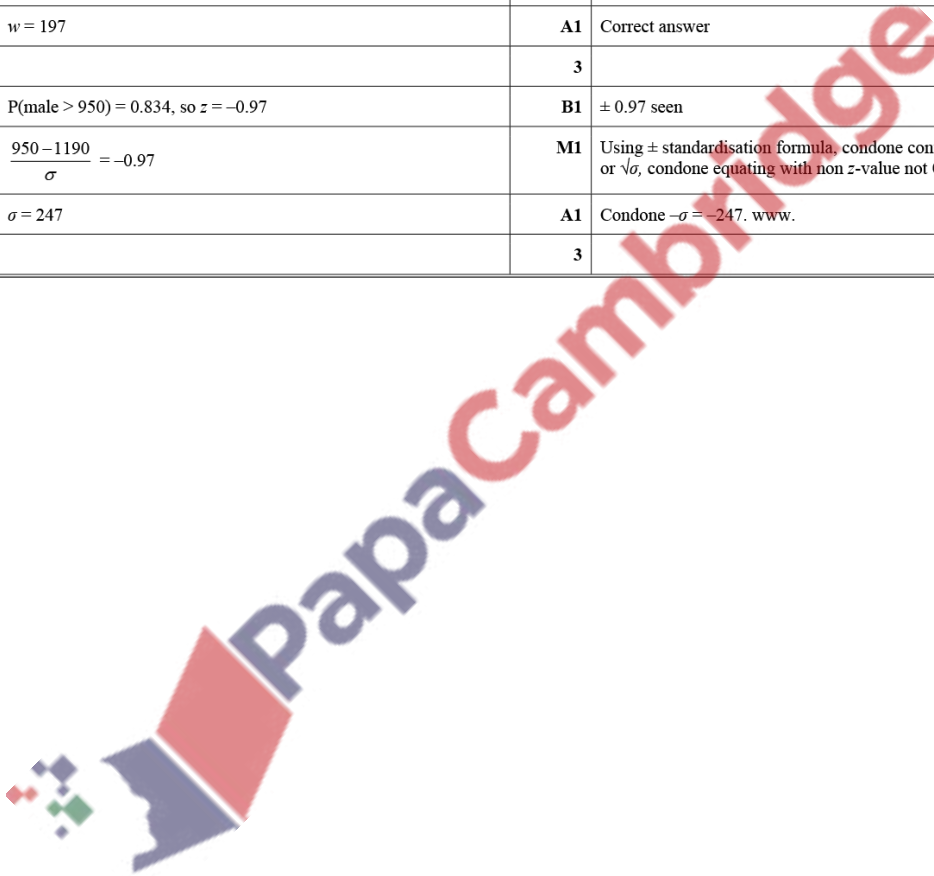 w = 197 A1 Correct answer
3
P(male > 950) = 0.834, so z = –0.97 B1 ± 0.97 seen
950 – 1190 / σ = –0.97 M1 Using ± standardisation formula, condone
or √σ, condone equating with non z-value not
σ = 247 A1 Condone –σ = –247. www.
3
PapaCambridge